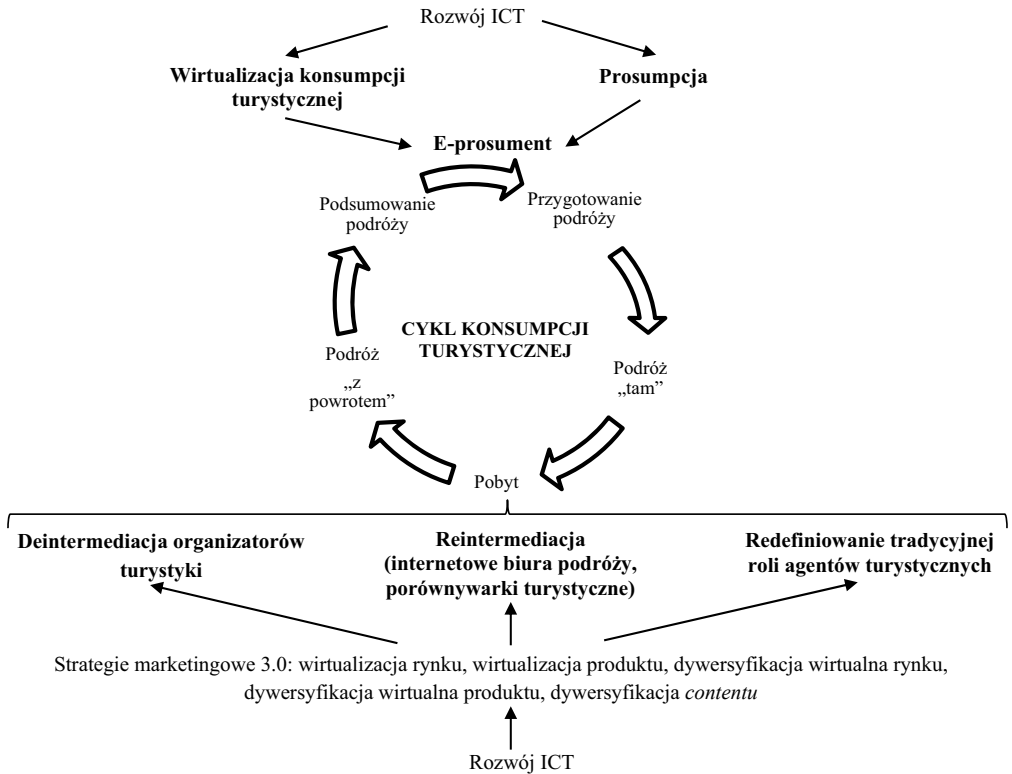 Rozwój ICT
Wirtualizacja konsumpcji
turystycznej
Prosumpcja
E-prosument
Podsumowanie
podróży
Przygotowanie
podróży
CYKL KONSUMPCJI
TURYSTYCZNEJ
Podróż
„z
powrotem”
Podróż
„tam”
Pobyt
Deintermediacja organizatorów
turystyki
Reintermediacja
(internetowe biura podróży,
porównywarki turystyczne)
Redefiniowanie tradycyjnej
roli agentów turystycznych
Strategie marketingowe 3.0: wirtualizacja rynku, wirtualizacja produktu, dywersyfikacja wirtualna rynku,
dywersyfikacja wirtualna produktu, dywersyfikacja contentu
Rozwój ICT